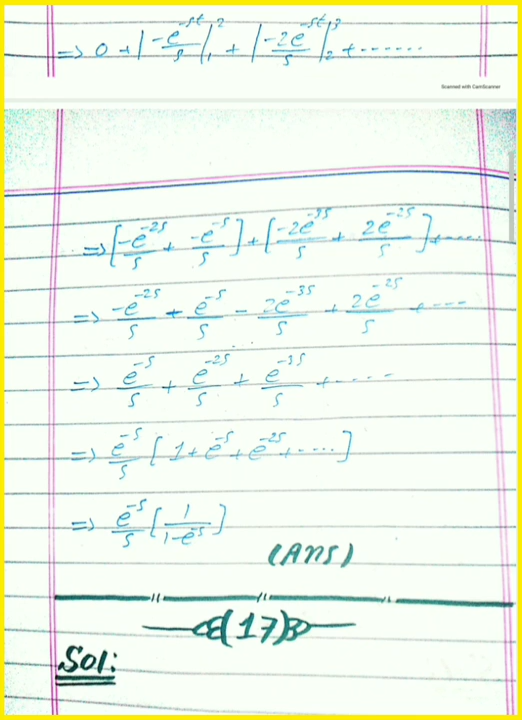 => 0 + |-e^{-st}/s|_1^2 + |-2e^{-st}/s|_2^3 + ......
Scanned with CamScanner
=> [-e^{-2s}/s + -e^{-s}/s] + [-2e^{-3s}/s + 2e^{-2s}/s] + .....
=> -e^{-2s}/s + e^{-s}/s - 2e^{-3s}/s + 2e^{-2s}/s + ----
=> e^{-s}/s + e^{-2s}/s + e^{-3s}/s + -----
=> e^{-s}/s [1 + e^{-s} + e^{-2s} + ....]
=> e^{-s}/s [1/1-e^{-s}]
(Ans)
(17)
Sol: